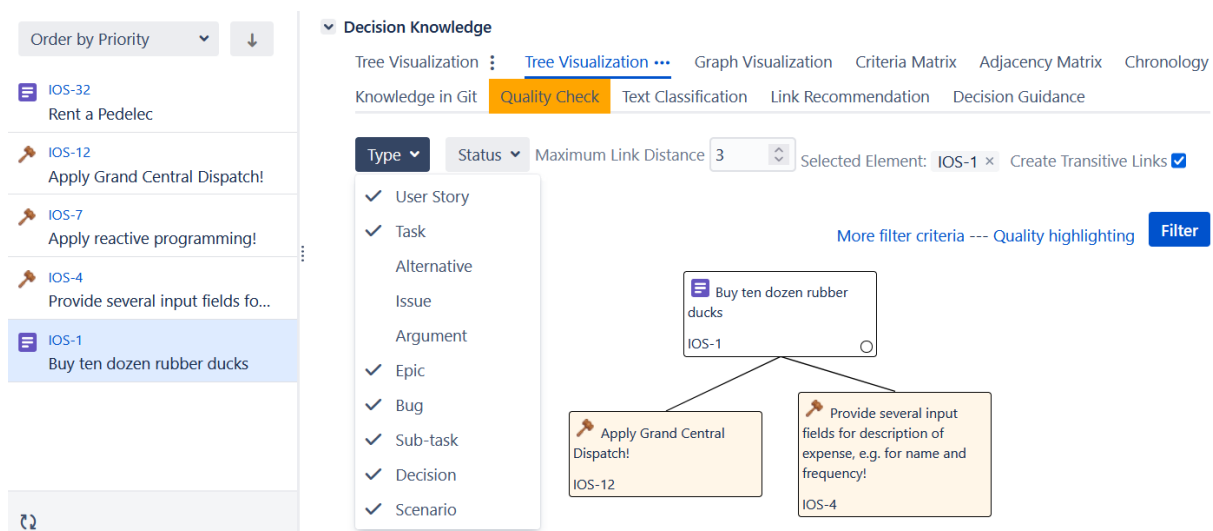 Order by Priority
IOS-32
Rent a Pedelec
IOS-12
Apply Grand Central Dispatch!
IOS-7
Apply reactive programming!
IOS-4
Provide several input fields fo...
IOS-1
Buy ten dozen rubber ducks
Decision Knowledge
Tree Visualization Tree Visualization Graph Visualization Criteria Matrix Adjacency Matrix Chronology
Knowledge in Git Quality Check Text Classification Link Recommendation Decision Guidance
Type Status Maximum Link Distance 3 Selected Element: IOS-1 × Create Transitive Links
User Story
Task
Alternative
Issue
Argument
Epic
Bug
Sub-task
Decision
Scenario
More filter criteria --- Quality highlighting Filter
Buy ten dozen rubber
ducks
IOS-1
Apply Grand Central
Dispatch!
IOS-12
Provide several input
fields for description of
expense, e.g. for name and
frequency!
IOS-4